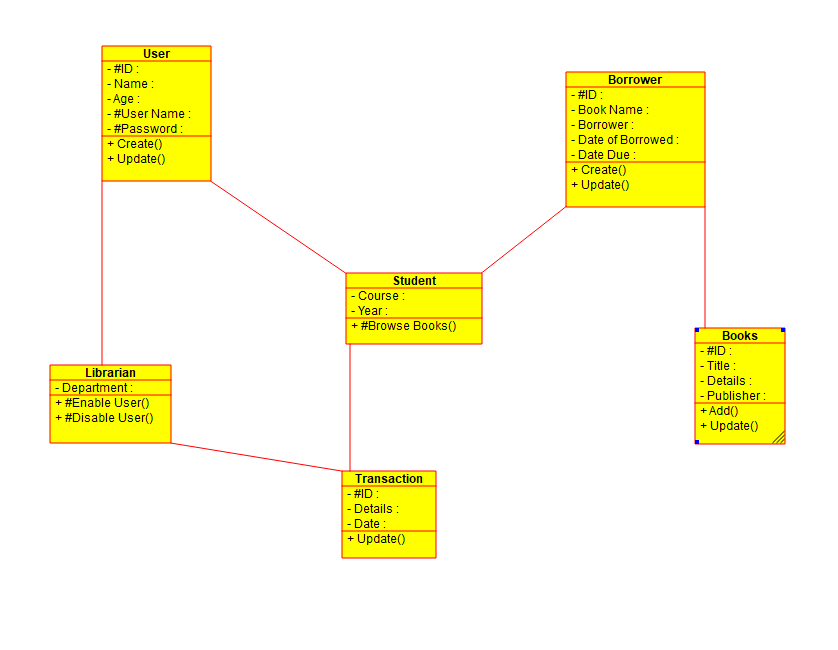 User
- #ID :
- Name :
- Age :
- #User Name :
- #Password :
+ Create()
+ Update()
Borrower
- #ID :
- Book Name :
- Borrower :
- Date of Borrowed :
- Date Due :
+ Create()
+ Update()
Student
- Course :
- Year :
+ #Browse Books()
Books
- #ID :
- Title :
- Details :
- Publisher :
+ Add()
+ Update()
Librarian
- Department :
+ #Enable User()
+ #Disable User()
Transaction
- #ID :
- Details :
- Date :
+ Update()